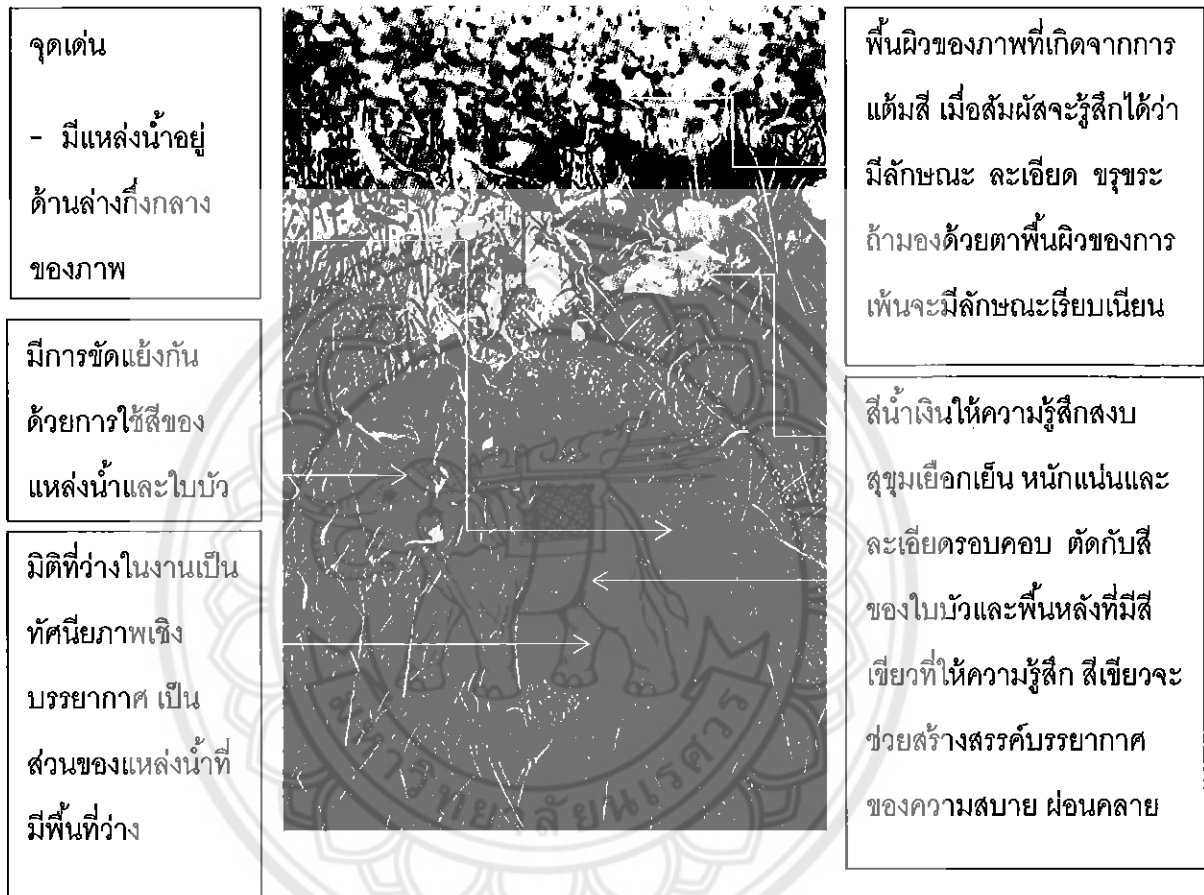 จุดเด่น
- มีแหล่งน้ำอยู่
ด้านล่างกึ่งกลาง
ของภาพ
มีการขัดแย้งกัน
ด้วยการใช้สีของ
แหล่งน้ำและใบบัว
มิติที่ว่างในงานเป็น
ทัศนียภาพเชิง
บรรยากาศ เป็น
ส่วนของแหล่งน้ำที่
มีพื้นที่ว่าง
พื้นผิวของภาพที่เกิดจากการ
แต้มสี เมื่อสัมผัสจะรู้สึกได้ว่า
มีลักษณะ ละเอียด ขรุขระ
ถ้ามองด้วยตาพื้นผิวของการ
เพ้นจะมีลักษณะเรียบเนียน
สีน้ำเงินให้ความรู้สึกสงบ
สุขุมเยือกเย็น หนักแน่นและ
ละเอียดรอบคอบ ตัดกับสี
ของใบบัวและพื้นหลังที่มีสี
เขียวที่ให้ความรู้สึก สีเขียวจะ
ช่วยสร้างสรรค์บรรยากาศ
ของความสบาย ผ่อนคลาย
มหาวิทยาลัยนเรศวร